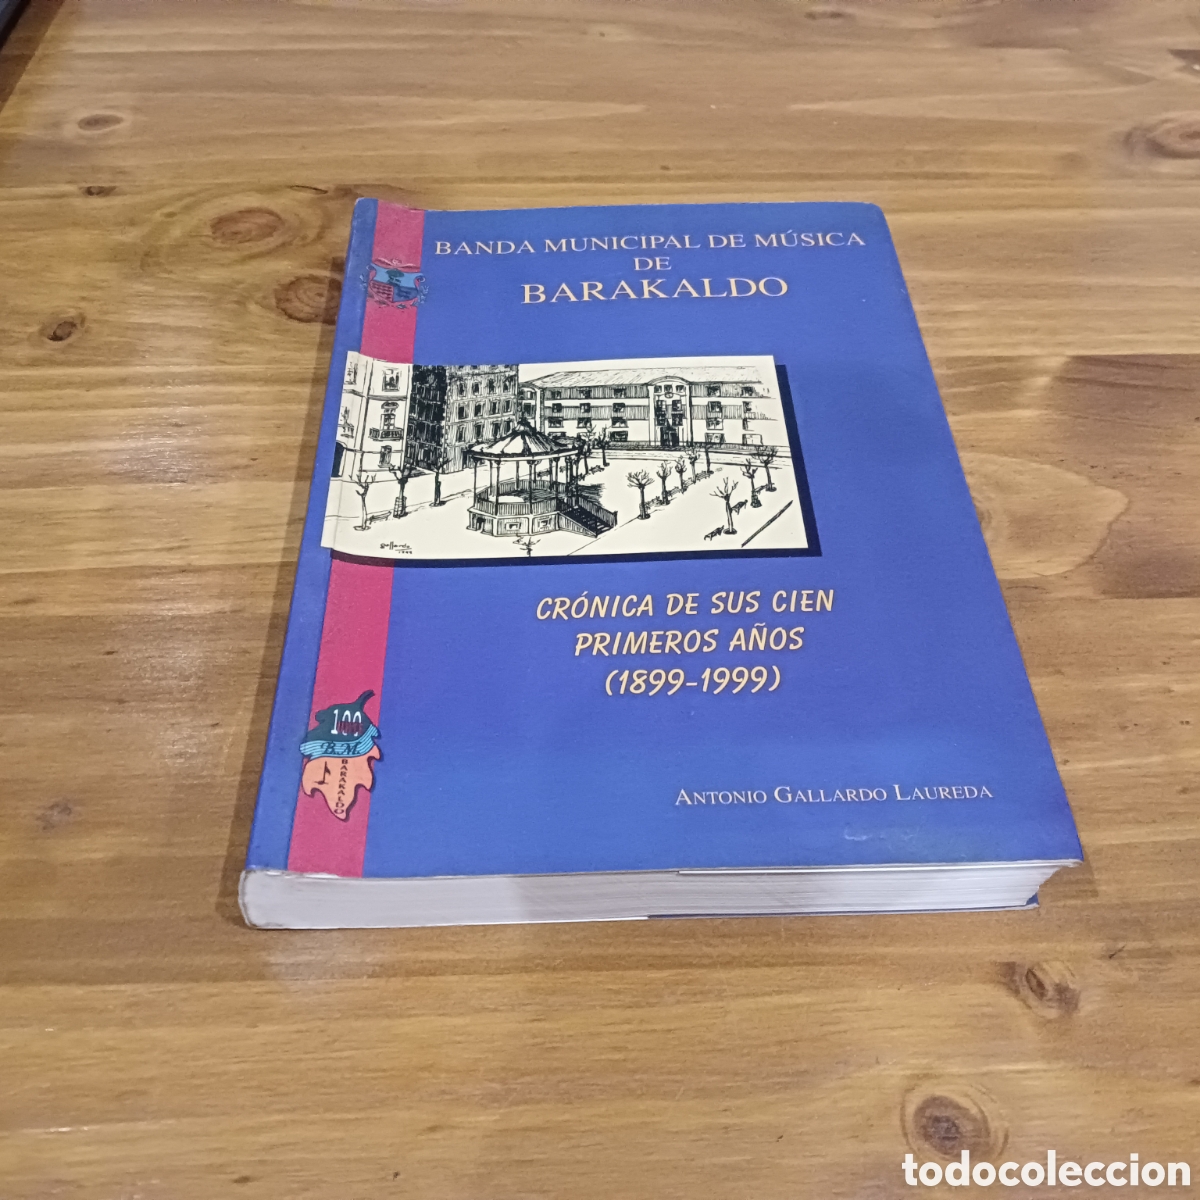 BANDA MUNICIPAL DE MÚSICA
DE
BARAKALDO
gallardo
CRÓNICA DE SUS CIEN
PRIMEROS AÑOS
(1899-1999)
100
B.M.
BARAKALDO
ANTONIO GALLARDO LAUREDA
todocoleccion